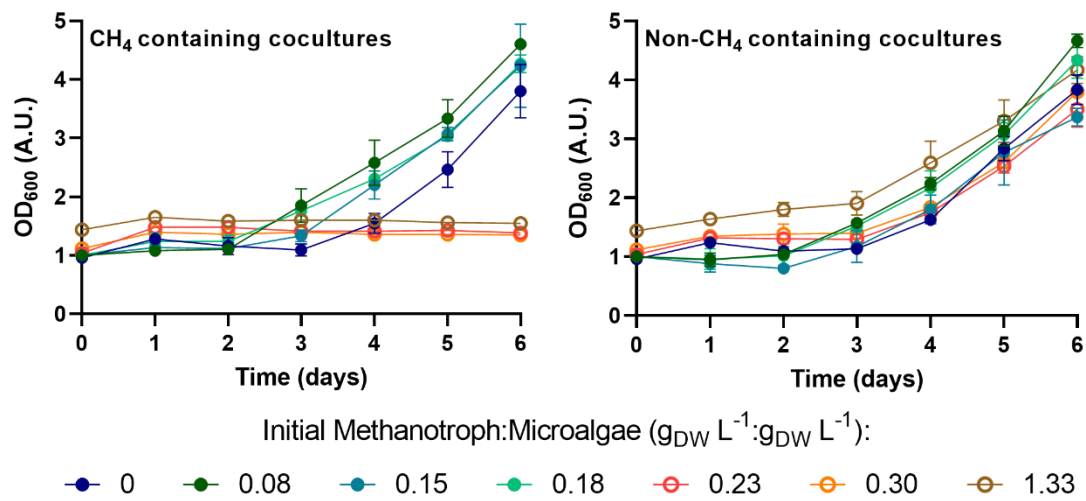 CH₄ containing cocultures
OD₆₀₀ (A.U.)
5
4
3
2
1
0
0 1 2 3 4 5 6
Time (days)
Non-CH₄ containing cocultures
OD₆₀₀ (A.U.)
5
4
3
2
1
0
0 1 2 3 4 5 6
Time (days)
Initial Methanotroph:Microalgae (g_DW L⁻¹:g_DW L⁻¹):
0 0.08 0.15 0.18 0.23 0.30 1.33